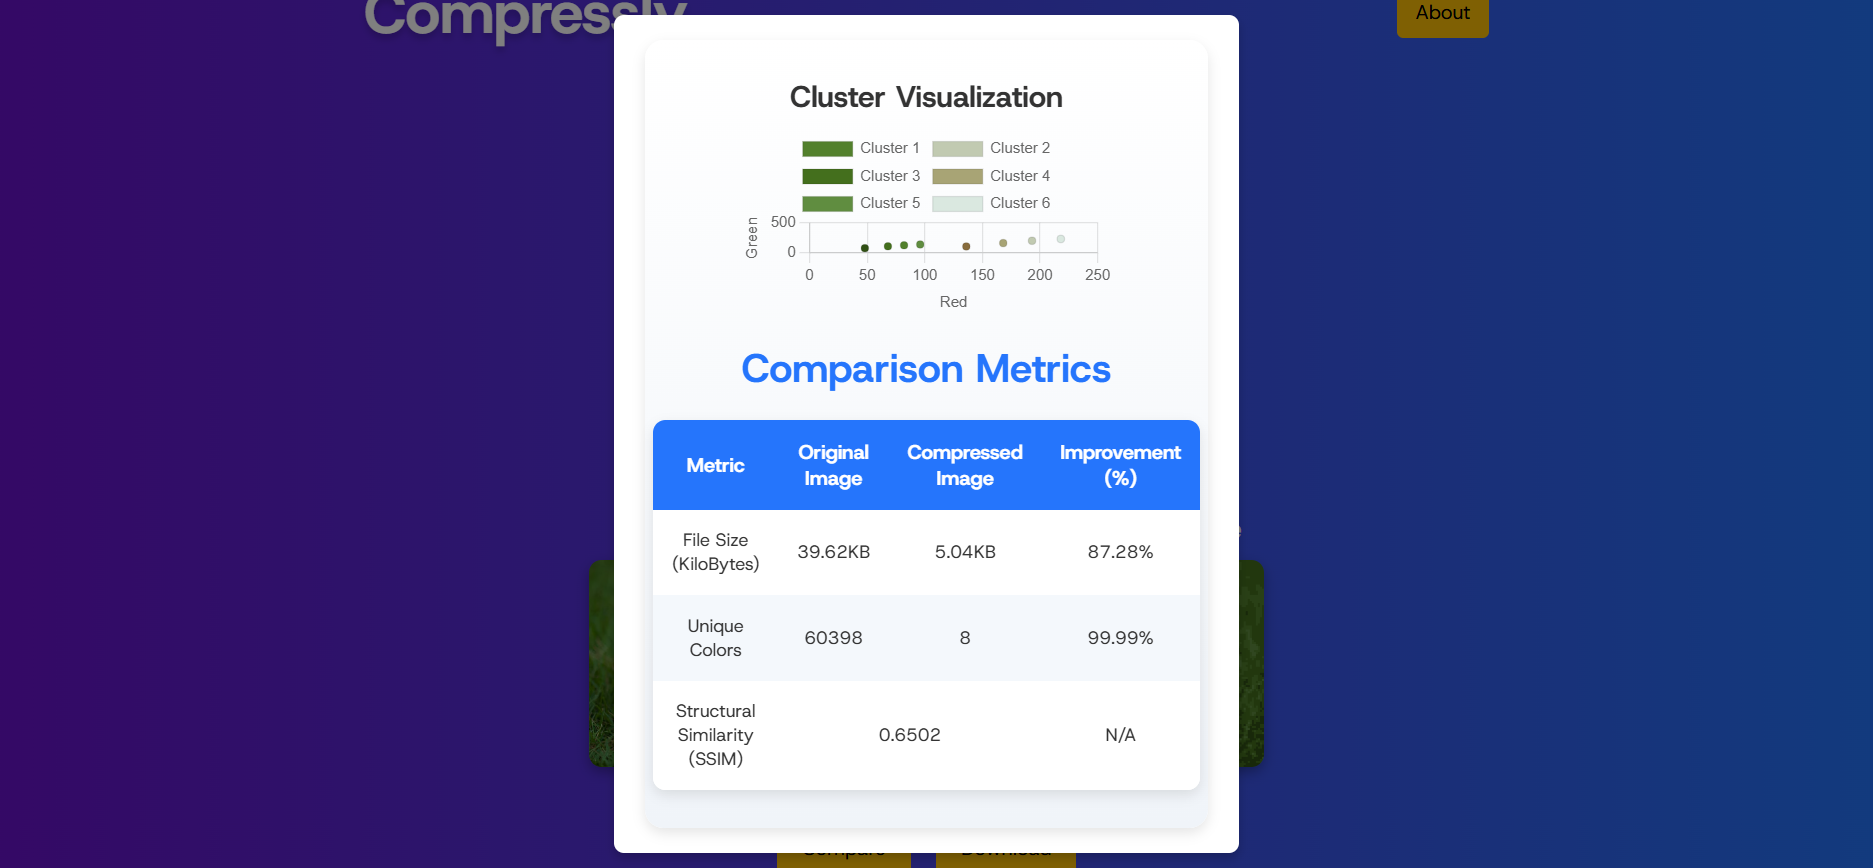 Compressly
About
Cluster Visualization
Cluster 1 Cluster 2
Cluster 3 Cluster 4
Cluster 5 Cluster 6
500
Green
0
0 50 100 150 200 250
Red
Comparison Metrics
Metric Original Image Compressed Image Improvement (%)
File Size (KiloBytes) 39.62KB 5.04KB 87.28%
Unique Colors 60398 8 99.99%
Structural Similarity (SSIM) 0.6502 N/A
Compare Download